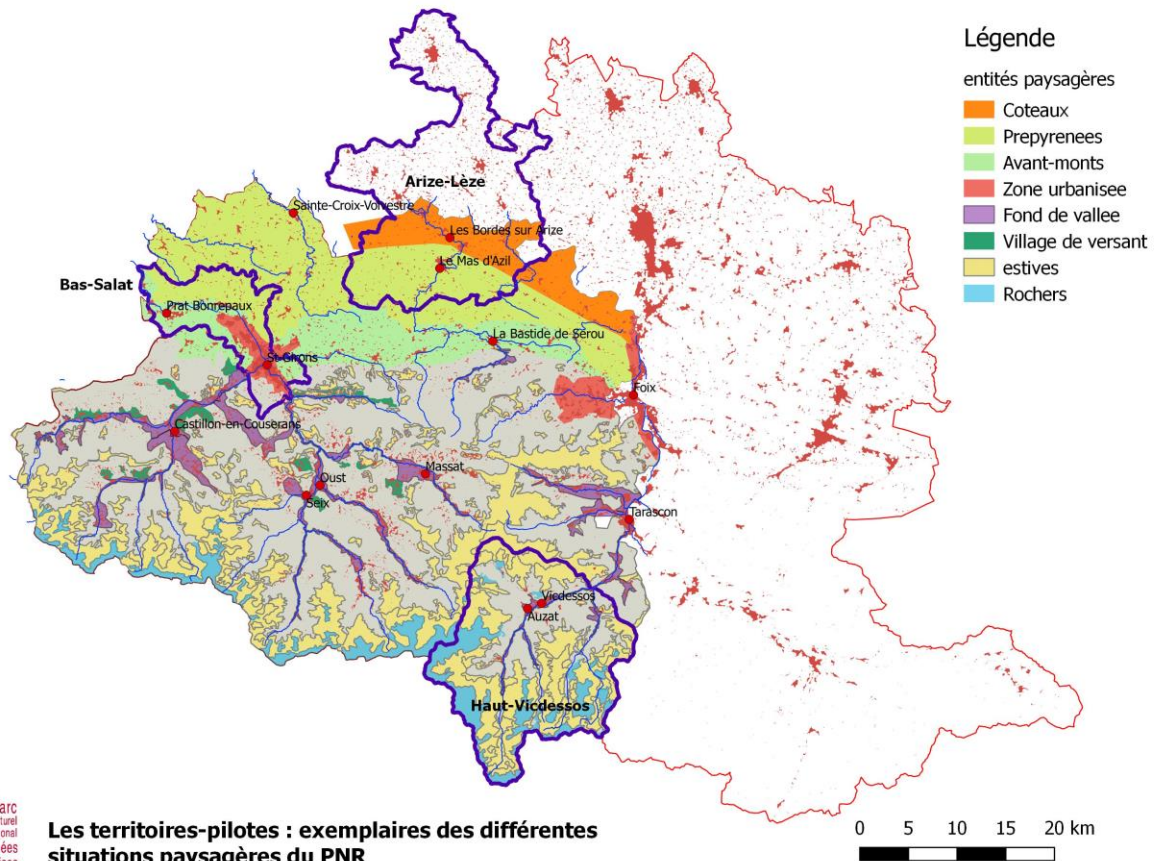 Légende
entités paysagères
Coteaux
Prepyrenees
Avant-monts
Zone urbanisee
Fond de vallee
Village de versant
estives
Rochers
Arize-Lèze
Sainte-Croix-Volvestre
Les Bordes sur Arize
Le Mas d'Azil
Bas-Salat
Prat Bonrepaux
La Bastide de Sérou
St-Girons
Foix
Castillon-en-Couserans
Massat
Oust
Seix
Tarascon
Vicdessos
Auzat
Haut-Vicdessos
0 5 10 15 20 km
Les territoires-pilotes : exemplaires des différentes
situations paysagères du PNR